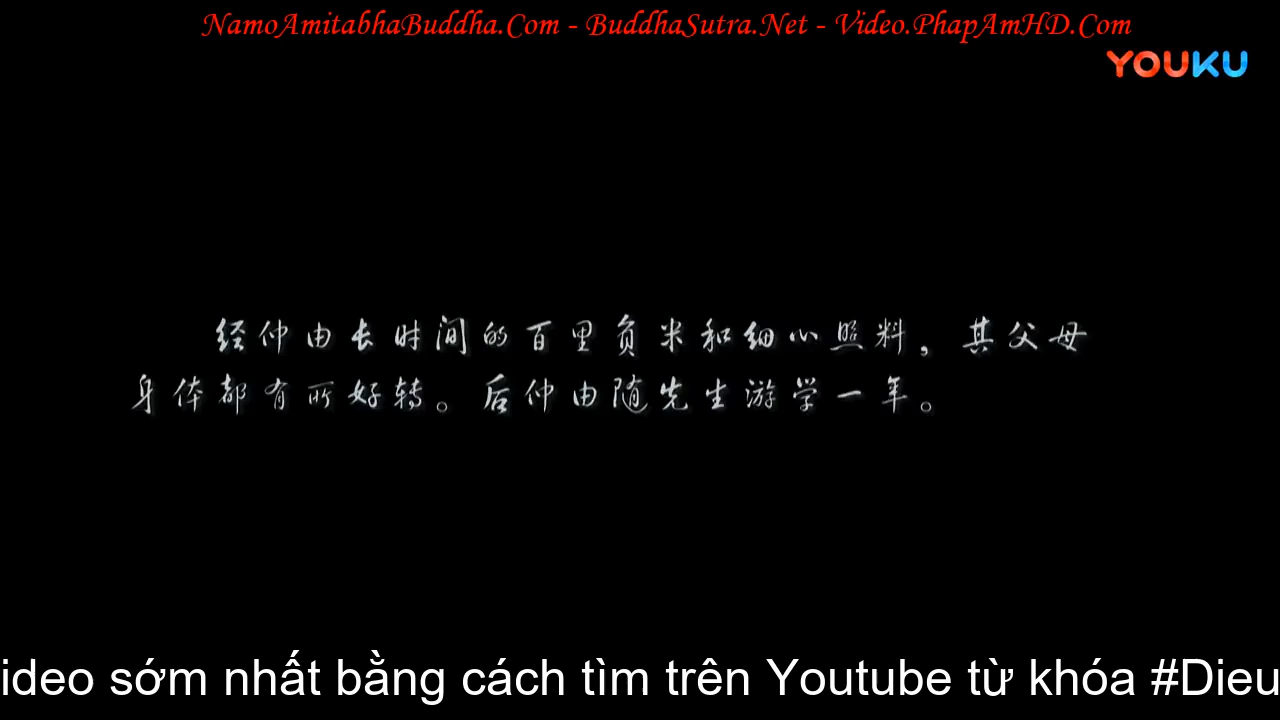 NamoAmitabhaBuddha.Com - BuddhaSutra.Net - Video.PhapAmHD.Com
YOUKU
经仲由长时间的百里负米和细心照料，其父母
身体都有所好转。后仲由随先生游学一年。
ideo sớm nhất bằng cách tìm trên Youtube từ khóa #Dieu